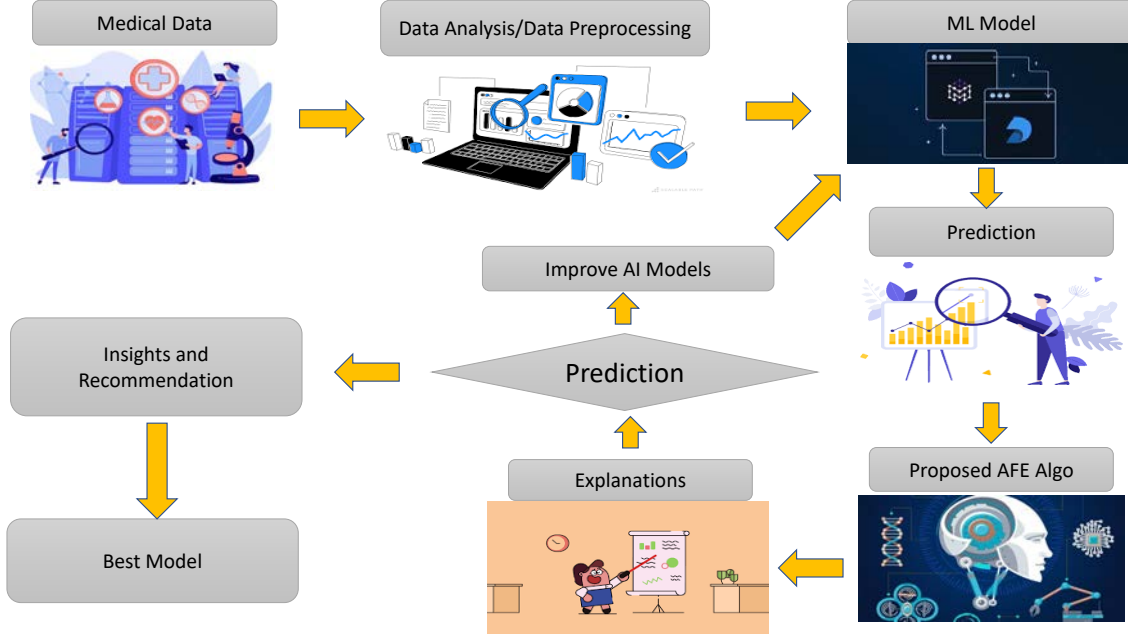 Medical Data
Data Analysis/Data Preprocessing
ML Model
Prediction
Improve AI Models
Insights and
Recommendation
Prediction
Explanations
Proposed AFE Algo
Best Model